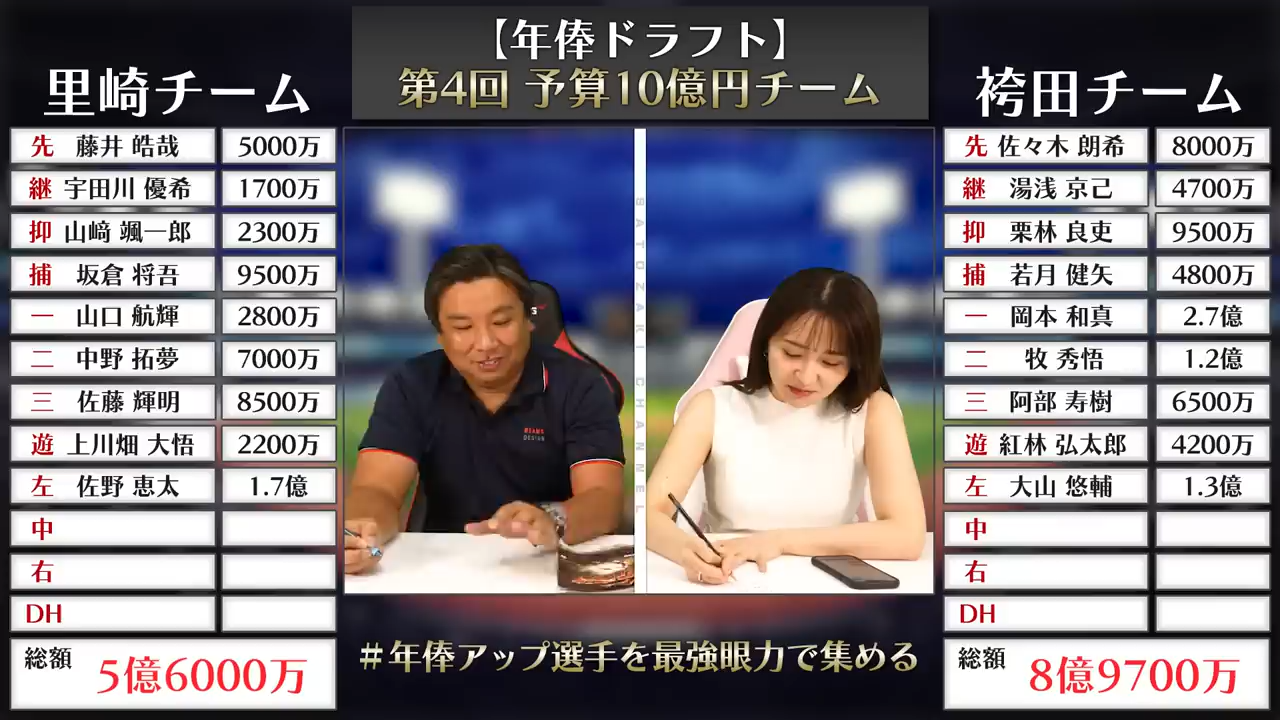 【年俸ドラフト】
第4回 予算10億円チーム
里崎チーム
先 藤井 皓哉 5000万
継 宇田川 優希 1700万
抑 山﨑 颯一郎 2300万
捕 坂倉 将吾 9500万
一 山口 航輝 2800万
二 中野 拓夢 7000万
三 佐藤 輝明 8500万
遊 上川畑 大悟 2200万
左 佐野 恵太 1.7億
中
右
DH
総額 5億6000万
SATOZAKI CHANNEL
BEAMS
DESIGN
袴田チーム
先 佐々木 朗希 8000万
継 湯浅 京己 4700万
抑 栗林 良吏 9500万
捕 若月 健矢 4800万
一 岡本 和真 2.7億
二 牧 秀悟 1.2億
三 阿部 寿樹 6500万
遊 紅林 弘太郎 4200万
左 大山 悠輔 1.3億
中
右
DH
総額 8億9700万
＃年俸アップ選手を最強眼力で集める